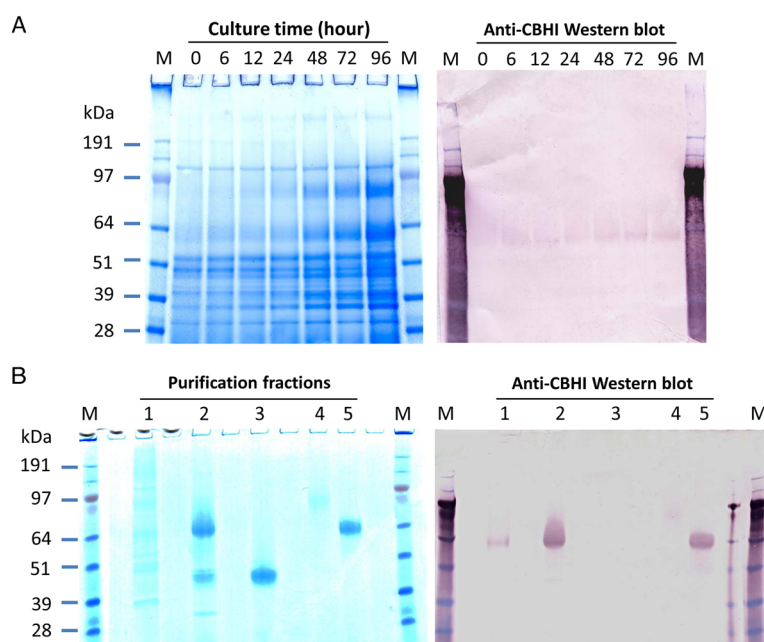 A
Culture time (hour)
Anti-CBHI Western blot
M 0 6 12 24 48 72 96 M
M 0 6 12 24 48 72 96 M
kDa
191
97
64
51
39
28
B
Purification fractions
Anti-CBHI Western blot
M 1 2 3 4 5 M
M 1 2 3 4 5 M
kDa
191
97
64
51
39
28